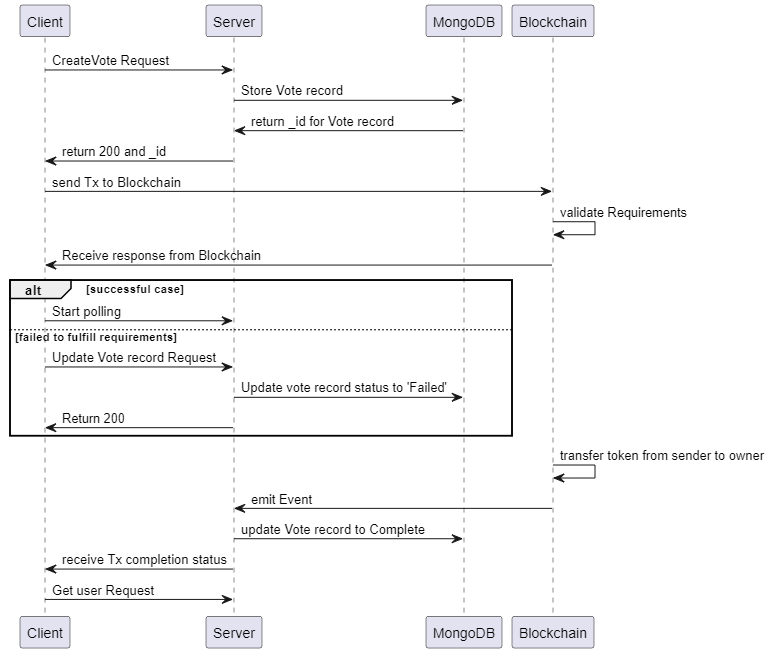 Client Server MongoDB Blockchain
CreateVote Request
Store Vote record
return _id for Vote record
return 200 and _id
send Tx to Blockchain
validate Requirements
Receive response from Blockchain
alt [successful case]
Start polling
[failed to fulfill requirements]
Update Vote record Request
Update vote record status to 'Failed'
Return 200
transfer token from sender to owner
emit Event
update Vote record to Complete
receive Tx completion status
Get user Request
Client Server MongoDB Blockchain